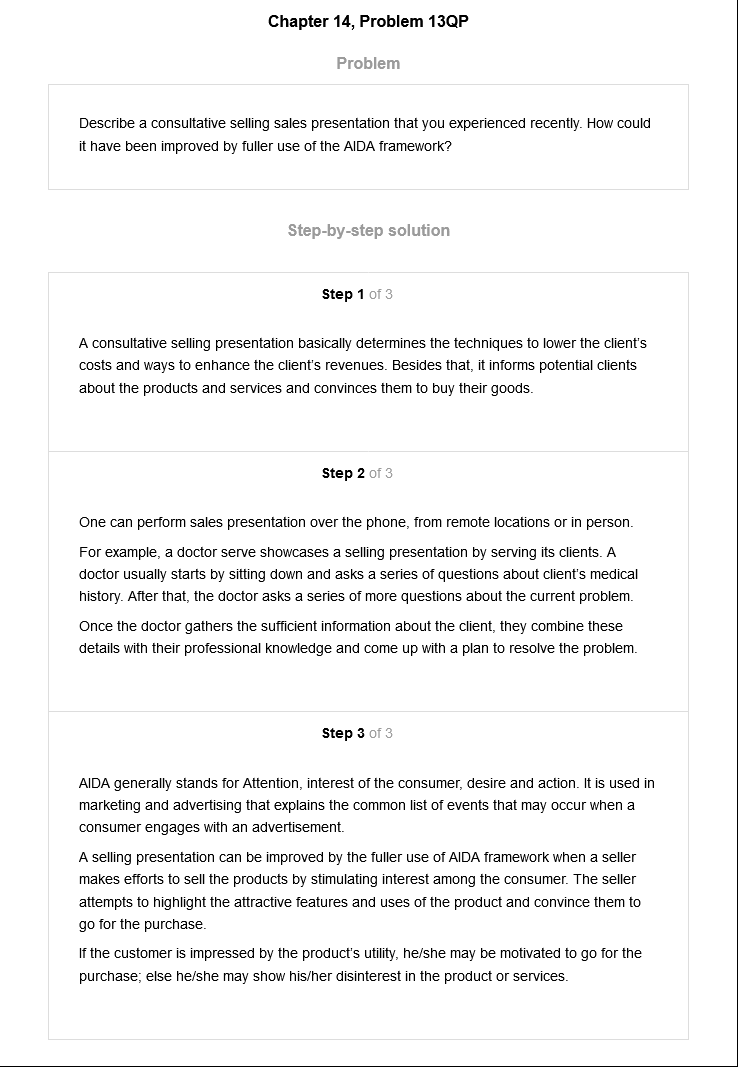 Chapter 14, Problem 13QP
Problem
Describe a consultative selling sales presentation that you experienced recently. How could
it have been improved by fuller use of the AIDA framework?
Step-by-step solution
Step 1 of 3
A consultative selling presentation basically determines the techniques to lower the client's
costs and ways to enhance the client's revenues. Besides that, it informs potential clients
about the products and services and convinces them to buy their goods.
Step 2 of 3
One can perform sales presentation over the phone, from remote locations or in person.
For example, a doctor serve showcases a selling presentation by serving its clients. A
doctor usually starts by sitting down and asks a series of questions about client's medical
history. After that, the doctor asks a series of more questions about the current problem.
Once the doctor gathers the sufficient information about the client, they combine these
details with their professional knowledge and come up with a plan to resolve the problem.
Step 3 of 3
AIDA generally stands for Attention, interest of the consumer, desire and action. It is used in
marketing and advertising that explains the common list of events that may occur when a
consumer engages with an advertisement.
A selling presentation can be improved by the fuller use of AIDA framework when a seller
makes efforts to sell the products by stimulating interest among the consumer. The seller
attempts to highlight the attractive features and uses of the product and convince them to
go for the purchase.
If the customer is impressed by the product's utility, he/she may be motivated to go for the
purchase; else he/she may show his/her disinterest in the product or services.